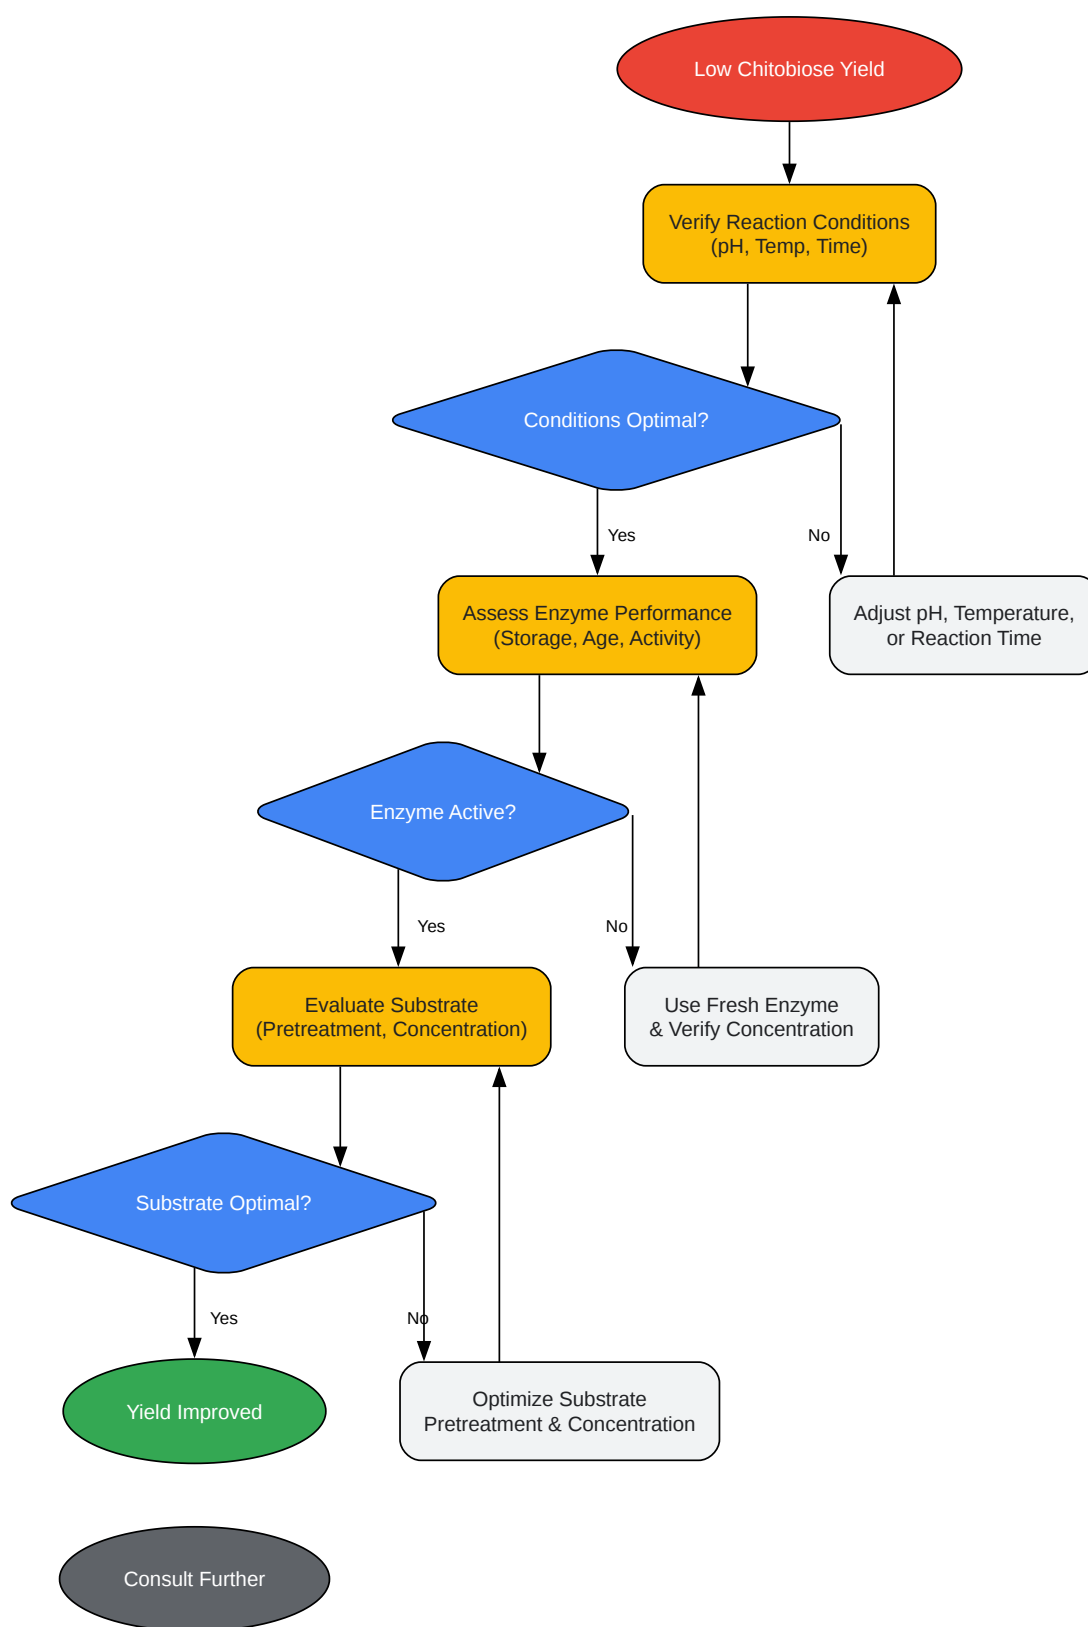 Low Chitobiose Yield
Verify Reaction Conditions
(pH, Temp, Time)
Conditions Optimal?
Yes
No
Assess Enzyme Performance
(Storage, Age, Activity)
Adjust pH, Temperature,
or Reaction Time
Enzyme Active?
Yes
No
Evaluate Substrate
(Pretreatment, Concentration)
Use Fresh Enzyme
& Verify Concentration
Substrate Optimal?
Yes
No
Yield Improved
Optimize Substrate
Pretreatment & Concentration
Consult Further